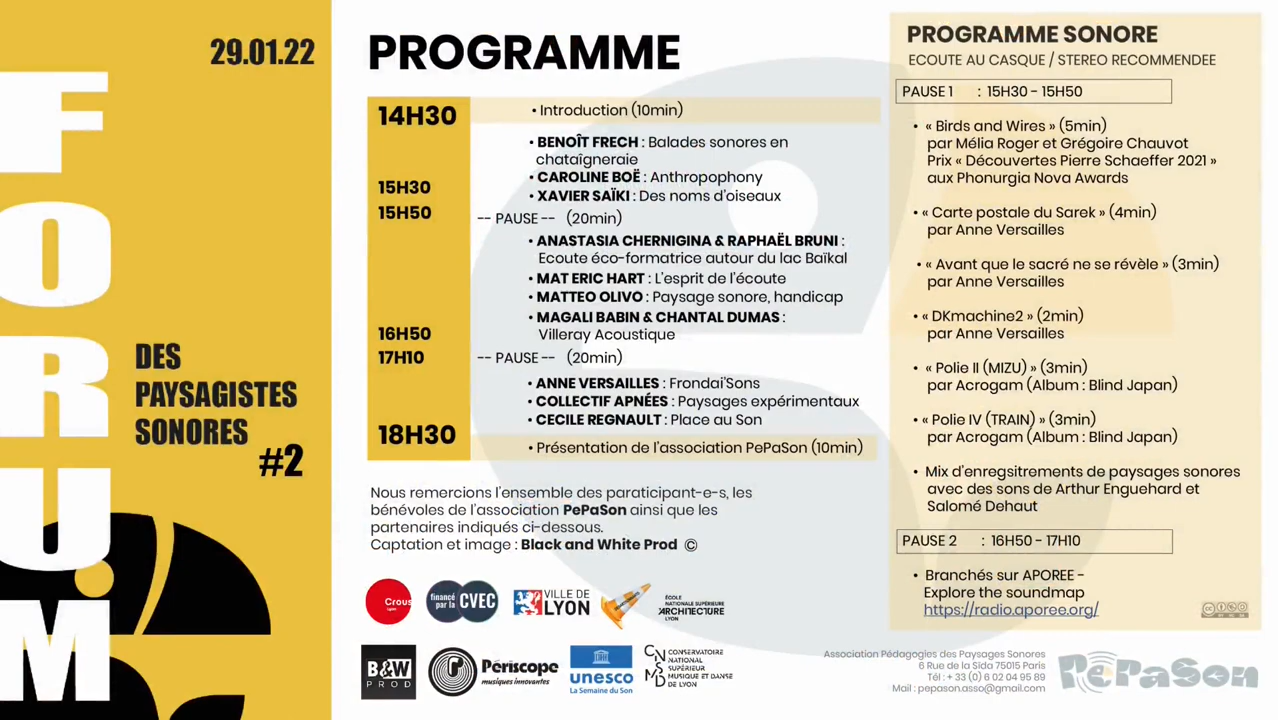 29.01.22
FORUM
DES
PAYSAGISTES
SONORES
#2
PROGRAMME
14H30
• Introduction (10min)
• BENOÎT FRECH : Balades sonores en
chataîgneraie
• CAROLINE BOË : Anthropophony
15H30
• XAVIER SAÏKI : Des noms d'oiseaux
15H50
-- PAUSE -- (20min)
• ANASTASIA CHERNIGINA & RAPHAËL BRUNI :
Ecoute éco-formatrice autour du lac Baïkal
• MAT ERIC HART : L'esprit de l'écoute
• MATTEO OLIVO : Paysage sonore, handicap
• MAGALI BABIN & CHANTAL DUMAS :
16H50
Villeray Acoustique
17H10
-- PAUSE -- (20min)
• ANNE VERSAILLES : Frondai'Sons
• COLLECTIF APNÉES : Paysages expérimentaux
• CECILE REGNAULT : Place au Son
18H30
• Présentation de l'association PePaSon (10min)
Nous remercions l'ensemble des paraticipant-e-s, les
bénévoles de l'association PePaSon ainsi que les
partenaires indiqués ci-dessous.
Captation et image : Black and White Prod ©
Crous
Lyon
financé
par la
CVEC
VILLE DE
LYON
ÉCOLE
NATIONALE SUPÉRIEURE
ARCHITECTURE
LYON
B&W
PROD
Périscope
musiques innovantes
unesco
La Semaine du Son
CNSMD
CONSERVATOIRE
NATIONAL
SUPÉRIEUR
MUSIQUE ET DANSE
DE LYON
PROGRAMME SONORE
ECOUTE AU CASQUE / STEREO RECOMMENDEE
PAUSE 1 : 15H30 - 15H50
• « Birds and Wires » (5min)
par Mélia Roger et Grégoire Chauvot
Prix « Découvertes Pierre Schaeffer 2021 »
aux Phonurgia Nova Awards
• « Carte postale du Sarek » (4min)
par Anne Versailles
• « Avant que le sacré ne se révèle » (3min)
par Anne Versailles
• « DKmachine2 » (2min)
par Anne Versailles
• « Polie II (MIZU) » (3min)
par Acrogam (Album : Blind Japan)
• « Polie IV (TRAIN) » (3min)
par Acrogam (Album : Blind Japan)
• Mix d'enregsitrements de paysages sonores
avec des sons de Arthur Enguehard et
Salomé Dehaut
PAUSE 2 : 16H50 - 17H10
• Branchés sur APOREE -
Explore the soundmap
https://radio.aporee.org/
Association Pédagogies des Paysages Sonores
6 Rue de la Sida 75015 Paris
Tél : + 33 (0) 6 02 04 95 89
Mail : pepason.asso@gmail.com
PePaSon